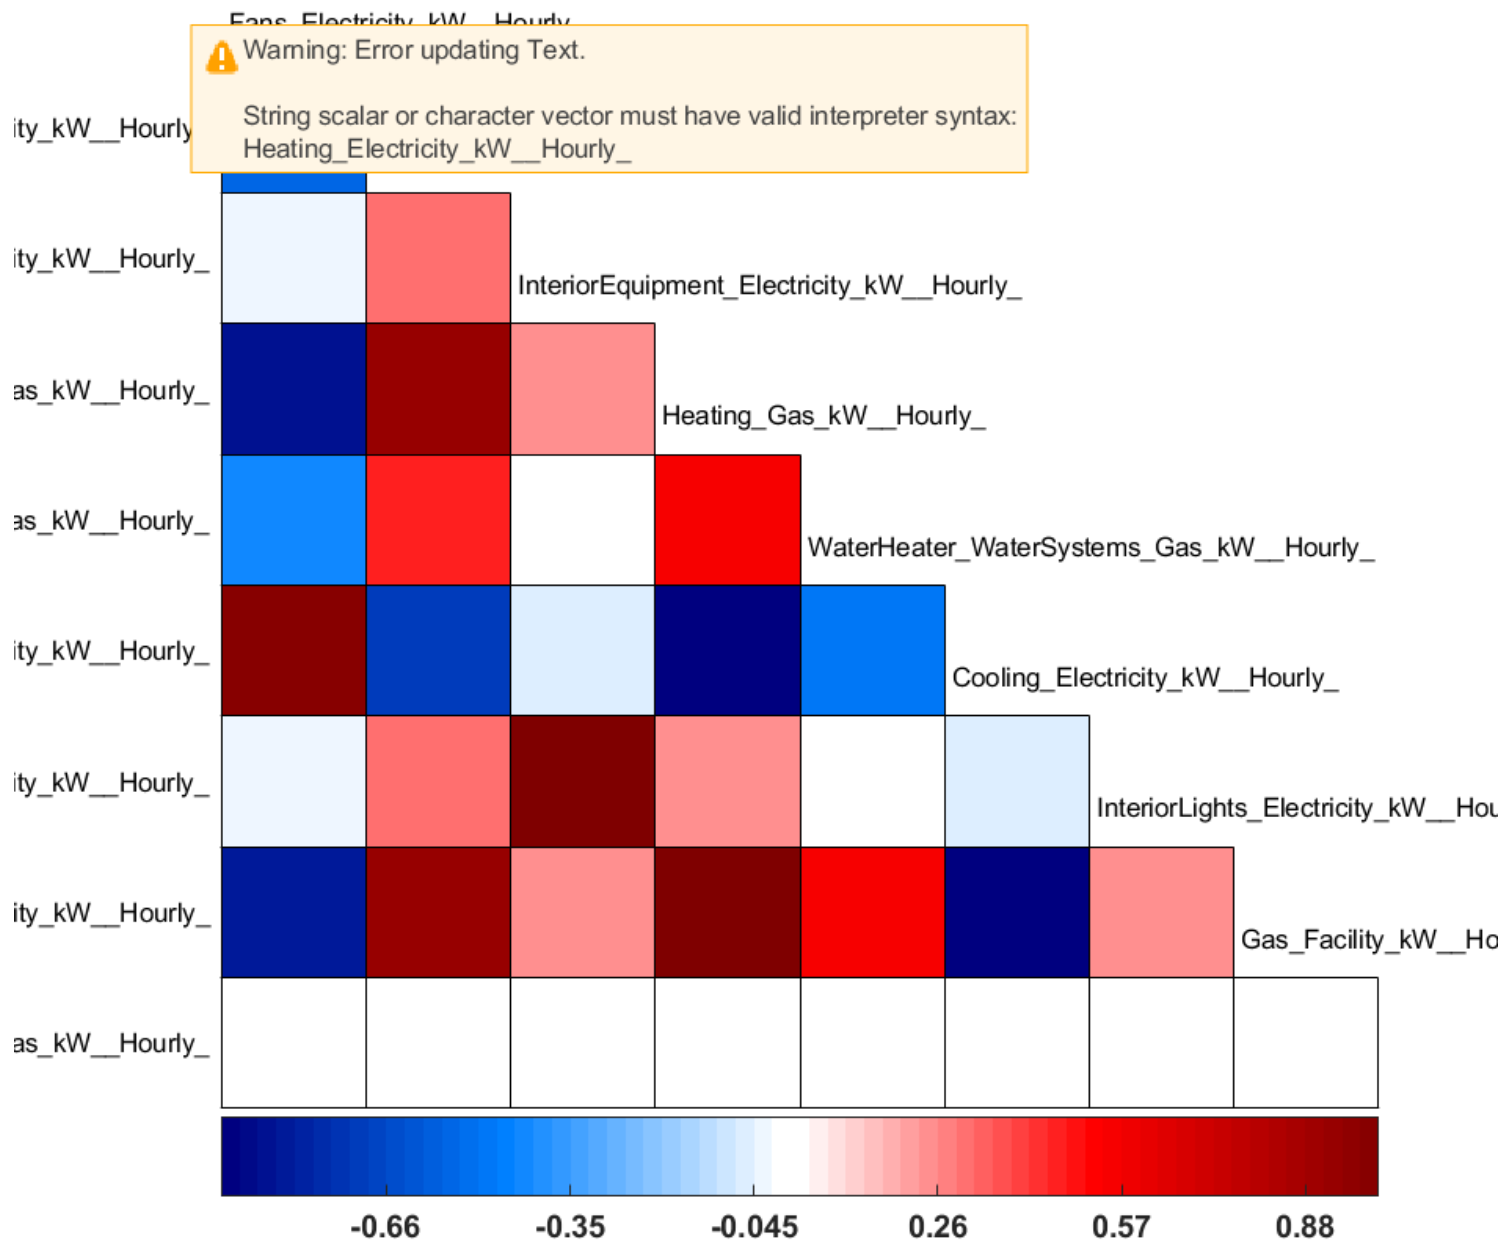 Fans_Electricity_kW__Hourly_
Warning: Error updating Text.
String scalar or character vector must have valid interpreter syntax:
Heating_Electricity_kW__Hourly_
ity_kW__Hourly
ity_kW__Hourly_
InteriorEquipment_Electricity_kW__Hourly_
as_kW__Hourly_
Heating_Gas_kW__Hourly_
as_kW__Hourly_
WaterHeater_WaterSystems_Gas_kW__Hourly_
ity_kW__Hourly_
Cooling_Electricity_kW__Hourly_
ity_kW__Hourly_
InteriorLights_Electricity_kW__Hou
ity_kW__Hourly_
Gas_Facility_kW__Ho
as_kW__Hourly_
-0.66 -0.35 -0.045 0.26 0.57 0.88